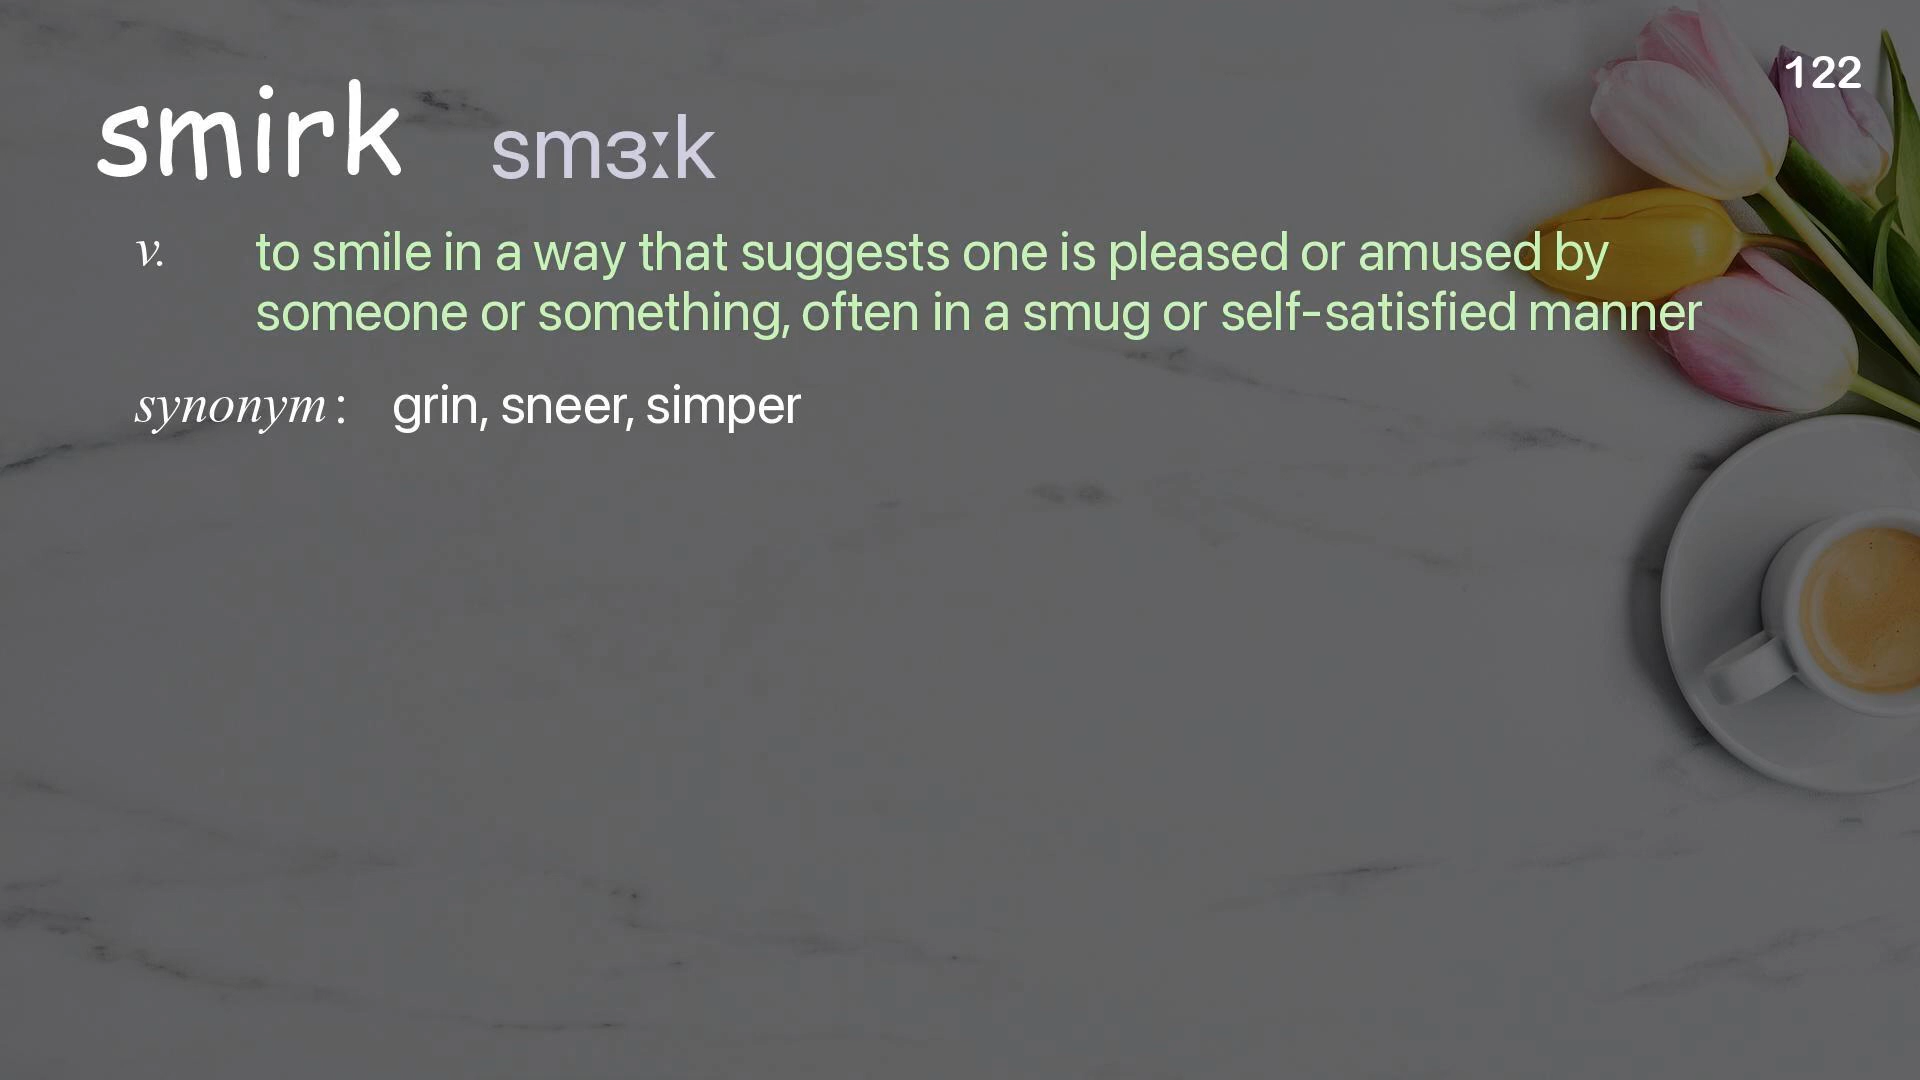 122
smirk smɜːk
v. to smile in a way that suggests one is pleased or amused by
someone or something, often in a smug or self-satisfied manner
synonym: grin, sneer, simper